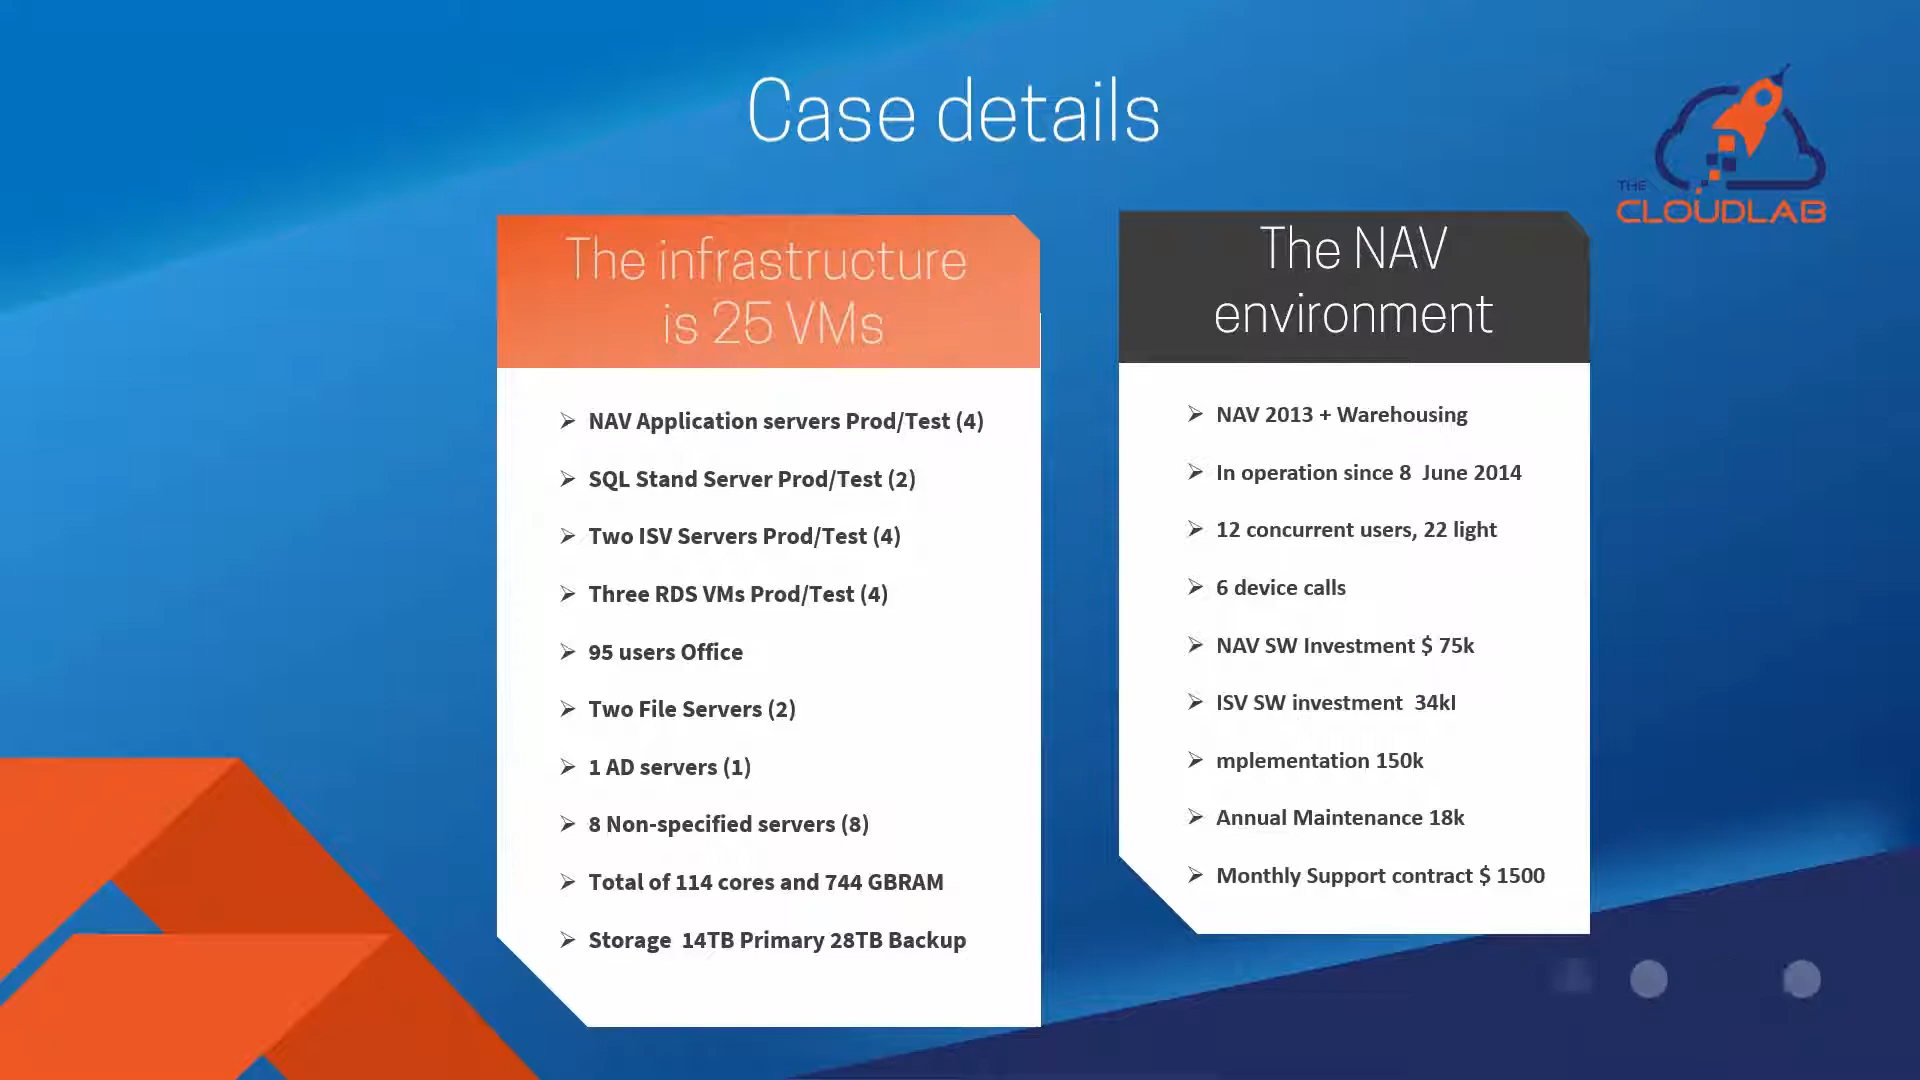 Case details
THE
CLOUDLAB
The infrastructure
is 25 VMs
NAV Application servers Prod/Test (4)
SQL Stand Server Prod/Test (2)
Two ISV Servers Prod/Test (4)
Three RDS VMs Prod/Test (4)
95 users Office
Two File Servers (2)
1 AD servers (1)
8 Non-specified servers (8)
Total of 114 cores and 744 GBRAM
Storage 14TB Primary 28TB Backup
The NAV
environment
NAV 2013 + Warehousing
In operation since 8 June 2014
12 concurrent users, 22 light
6 device calls
NAV SW Investment $ 75k
ISV SW investment 34kI
mplementation 150k
Annual Maintenance 18k
Monthly Support contract $ 1500